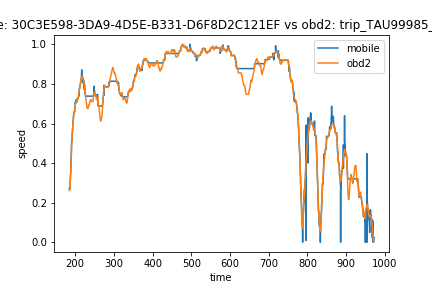 e: 30C3E598-3DA9-4D5E-B331-D6F8D2C121EF vs obd2: trip_TAU99985_
mobile
obd2
1.0
0.8
0.6
0.4
0.2
0.0
speed
200 300 400 500 600 700 800 900 1000
time